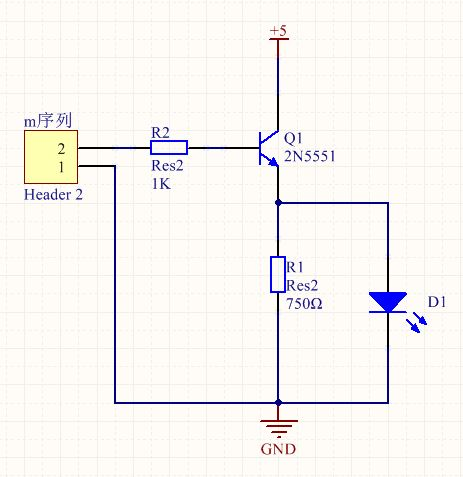 +5
m序列
2
1
Header 2
R2
Res2
1K
Q1
2N5551
R1
Res2
750Ω
D1
GND